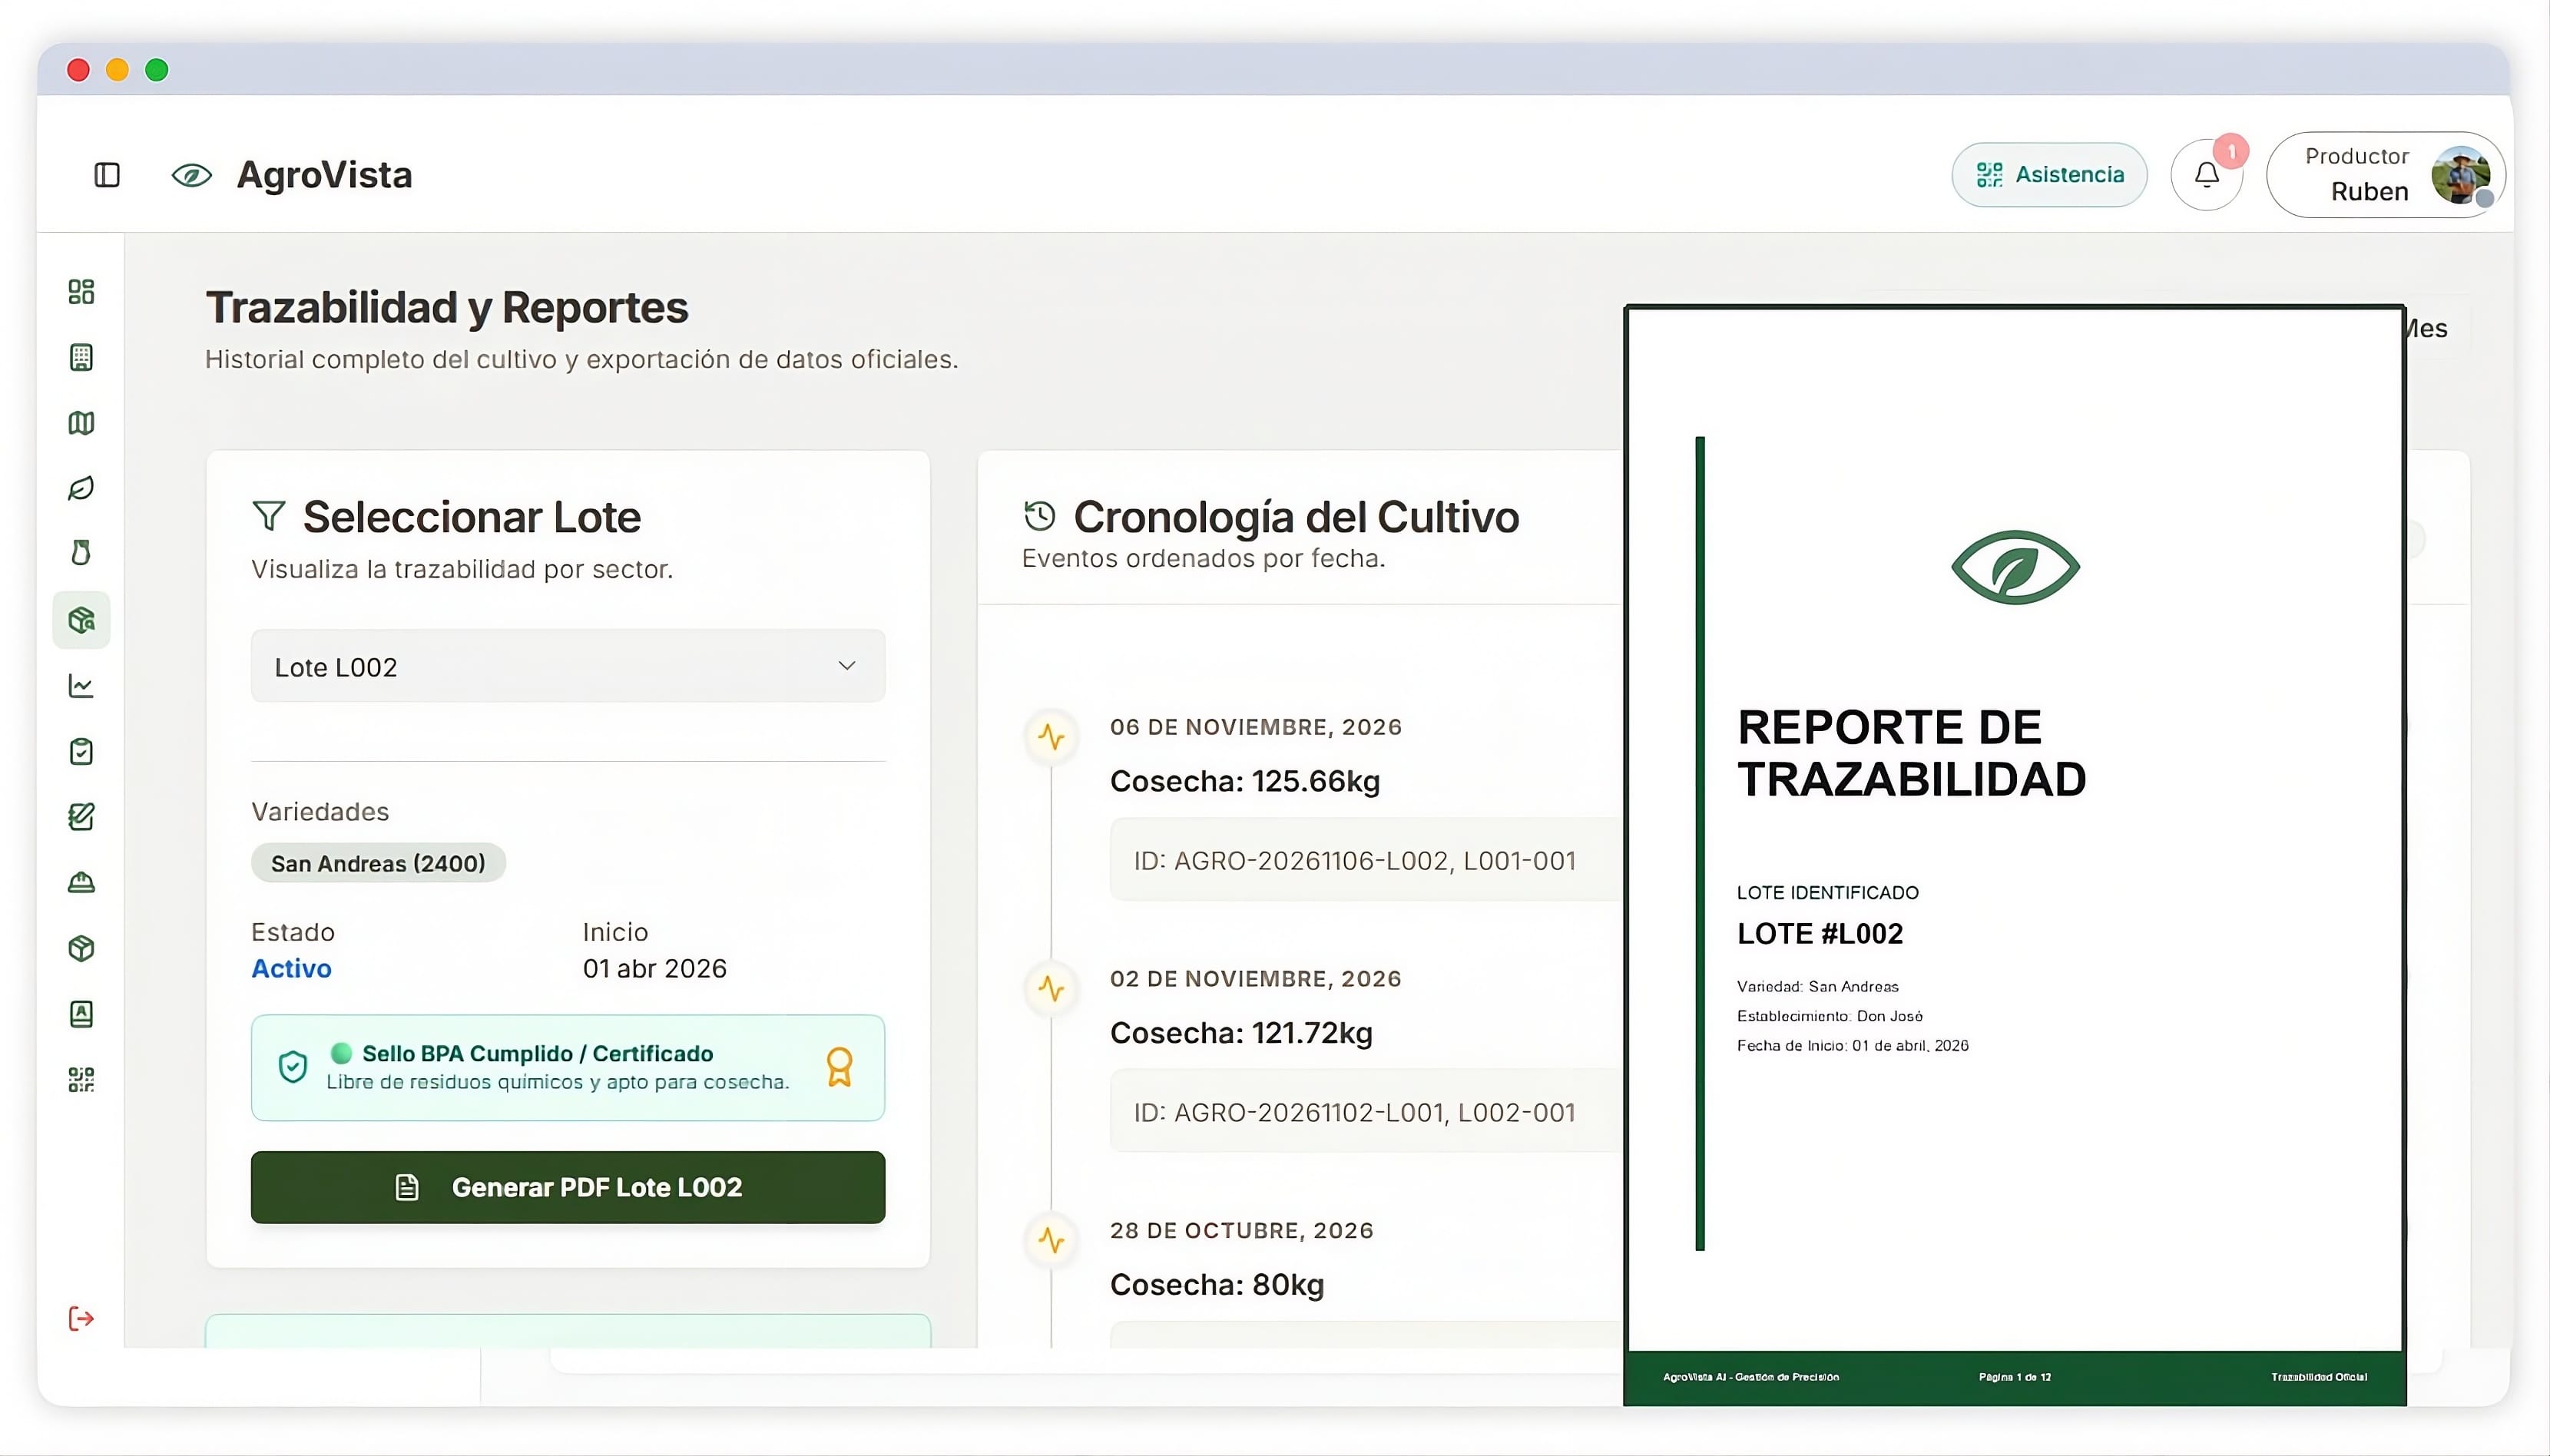 AgroVista
Asistencia
1
Productor
Ruben
Trazabilidad y Reportes
Historial completo del cultivo y exportación de datos oficiales.
Mes
Seleccionar Lote
Visualiza la trazabilidad por sector.
Lote L002
Variedades
San Andreas (2400)
Estado
Inicio
Activo
01 abr 2026
Sello BPA Cumplido / Certificado
Libre de residuos químicos y apto para cosecha.
Generar PDF Lote L002
Cronología del Cultivo
Eventos ordenados por fecha.
06 DE NOVIEMBRE, 2026
Cosecha: 125.66kg
ID: AGRO-20261106-L002, L001-001
02 DE NOVIEMBRE, 2026
Cosecha: 121.72kg
ID: AGRO-20261102-L001, L002-001
28 DE OCTUBRE, 2026
Cosecha: 80kg
REPORTE DE
TRAZABILIDAD
LOTE IDENTIFICADO
LOTE #L002
Variedad: San Andreas
Establecimiento: Don José
Fecha de Inicio: 01 de abril, 2026
AgroVista AI - Gestión de Precisión
Página 1 de 12
Trazabilidad Oficial